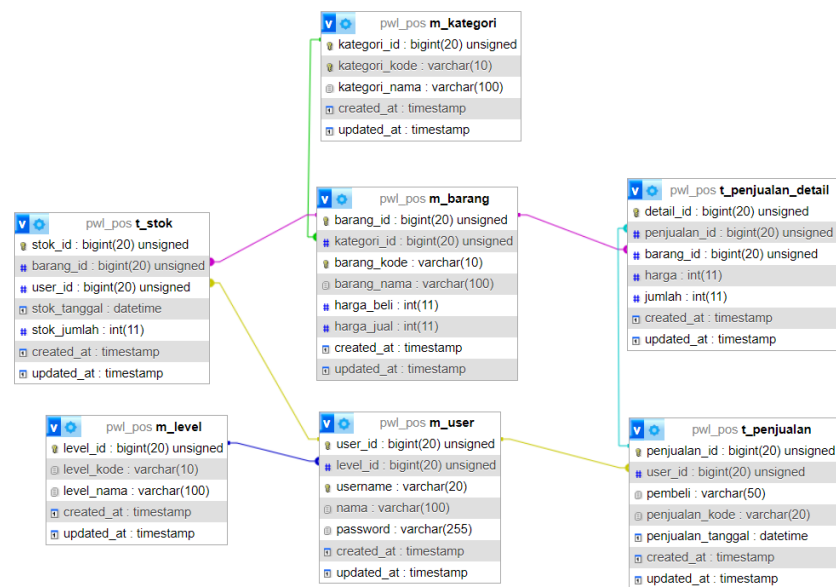 pwl_pos m_kategori
kategori_id : bigint(20) unsigned
kategori_kode : varchar(10)
kategori_nama : varchar(100)
created_at : timestamp
updated_at : timestamp
pwl_pos t_stok
stok_id : bigint(20) unsigned
barang_id : bigint(20) unsigned
user_id : bigint(20) unsigned
stok_tanggal : datetime
stok_jumlah : int(11)
created_at : timestamp
updated_at : timestamp
pwl_pos m_barang
barang_id : bigint(20) unsigned
kategori_id : bigint(20) unsigned
barang_kode : varchar(10)
barang_nama : varchar(100)
harga_beli : int(11)
harga_jual : int(11)
created_at : timestamp
updated_at : timestamp
pwl_pos t_penjualan_detail
detail_id : bigint(20) unsigned
penjualan_id : bigint(20) unsigned
barang_id : bigint(20) unsigned
harga : int(11)
jumlah : int(11)
created_at : timestamp
updated_at : timestamp
pwl_pos m_level
level_id : bigint(20) unsigned
level_kode : varchar(10)
level_nama : varchar(100)
created_at : timestamp
updated_at : timestamp
pwl_pos m_user
user_id : bigint(20) unsigned
level_id : bigint(20) unsigned
username : varchar(20)
nama : varchar(100)
password : varchar(255)
created_at : timestamp
updated_at : timestamp
pwl_pos t_penjualan
penjualan_id : bigint(20) unsigned
user_id : bigint(20) unsigned
pembeli : varchar(50)
penjualan_kode : varchar(20)
penjualan_tanggal : datetime
created_at : timestamp
updated_at : timestamp